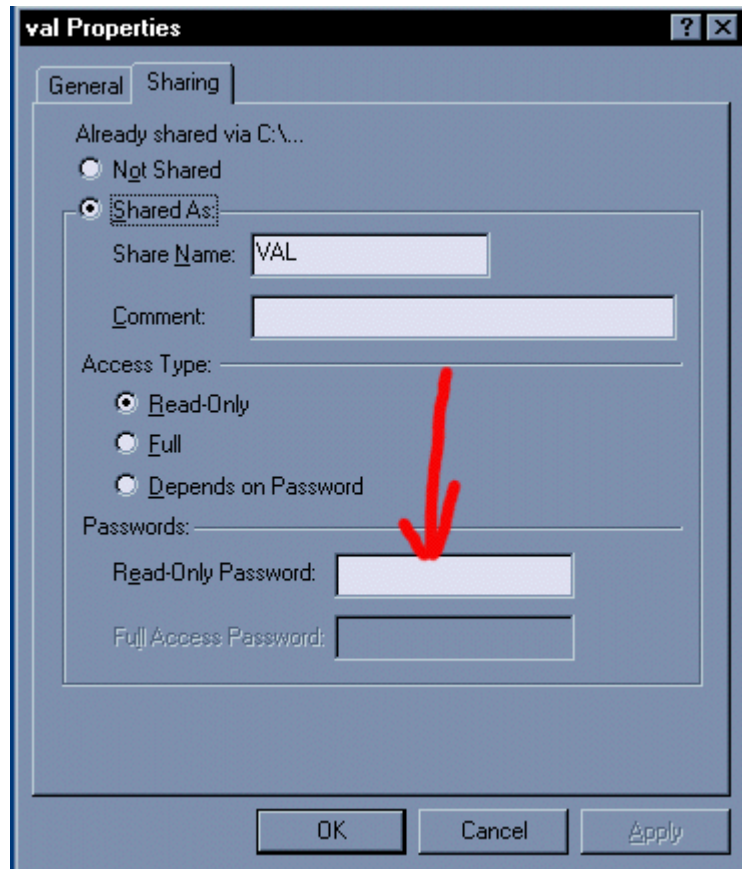 val Properties
General Sharing
Already shared via C:\...
Not Shared
Shared As:
Share Name: VAL
Comment:
Access Type:
Read-Only
Full
Depends on Password
Passwords:
Read-Only Password:
Full Access Password:
OK Cancel Apply